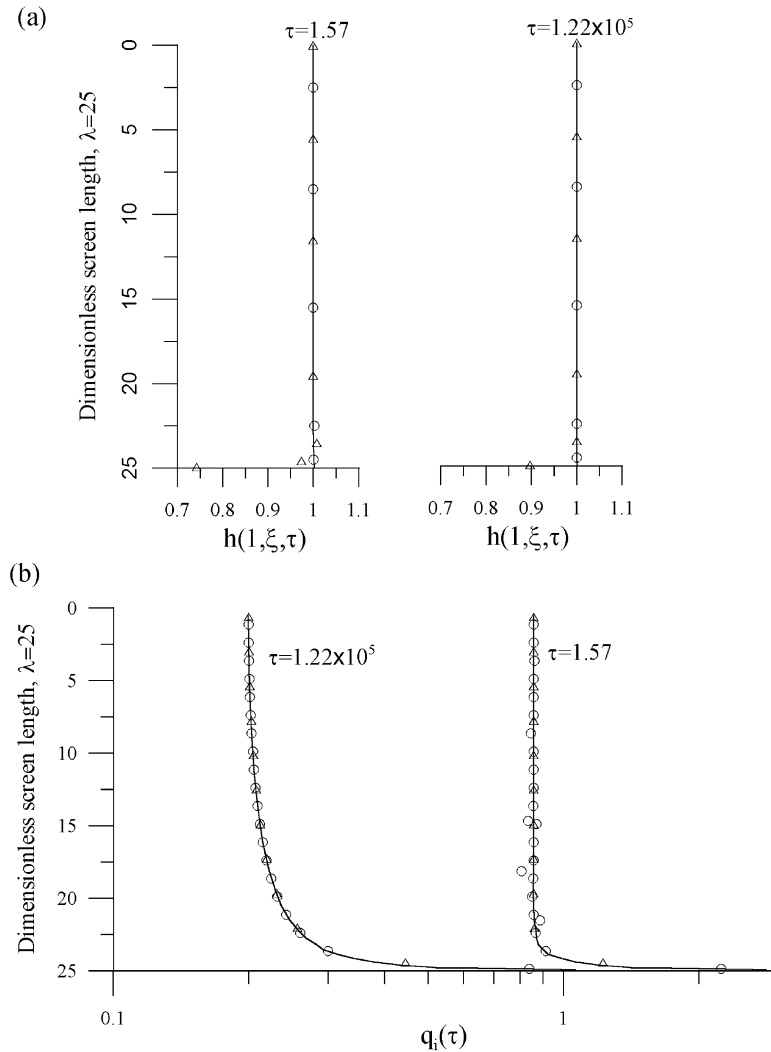 (a)
τ=1.57
τ=1.22x10⁵
Dimensionless screen length, λ=25
0
5
10
15
20
25
0.7 0.8 0.9 1 1.1
0.7 0.8 0.9 1 1.1
h(1,ξ,τ)
h(1,ξ,τ)
(b)
Dimensionless screen length, λ=25
0
5
10
15
20
25
τ=1.22x10⁵
τ=1.57
0.1 1
qᵢ(τ)